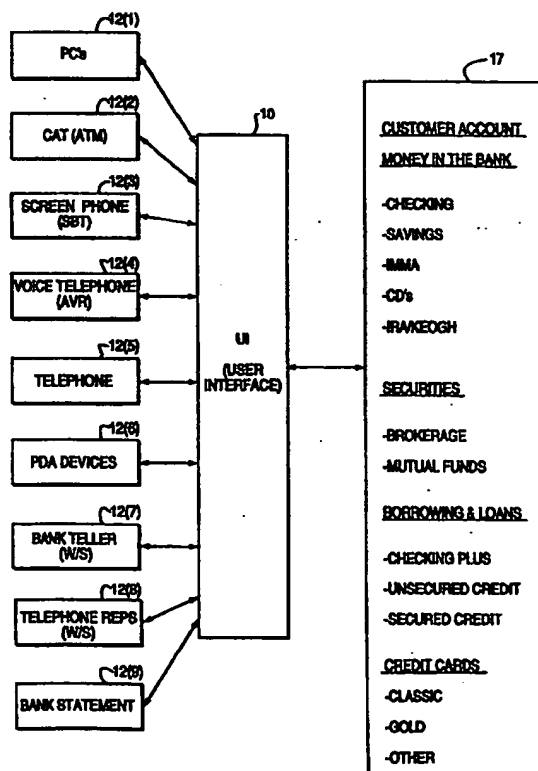 12(1)
PC's
12(2)
CAT (ATM)
12(3)
SCREEN PHONE
(SBT)
12(4)
VOICE TELEPHONE
(AVR)
12(5)
TELEPHONE
12(6)
PDA DEVICES
12(7)
BANK TELLER
(W/S)
12(8)
TELEPHONE REPS
(W/S)
12(9)
BANK STATEMENT
10
UI
(USER
INTERFACE)
17
CUSTOMER ACCOUNT
MONEY IN THE BANK
-CHECKING
-SAVINGS
-IMMA
-CD's
-IRA/KEOGH
SECURITIES
-BROKERAGE
-MUTUAL FUNDS
BORROWING & LOANS
-CHECKING PLUS
-UNSECURED CREDIT
-SECURED CREDIT
CREDIT CARDS
-CLASSIC
-GOLD
-OTHER